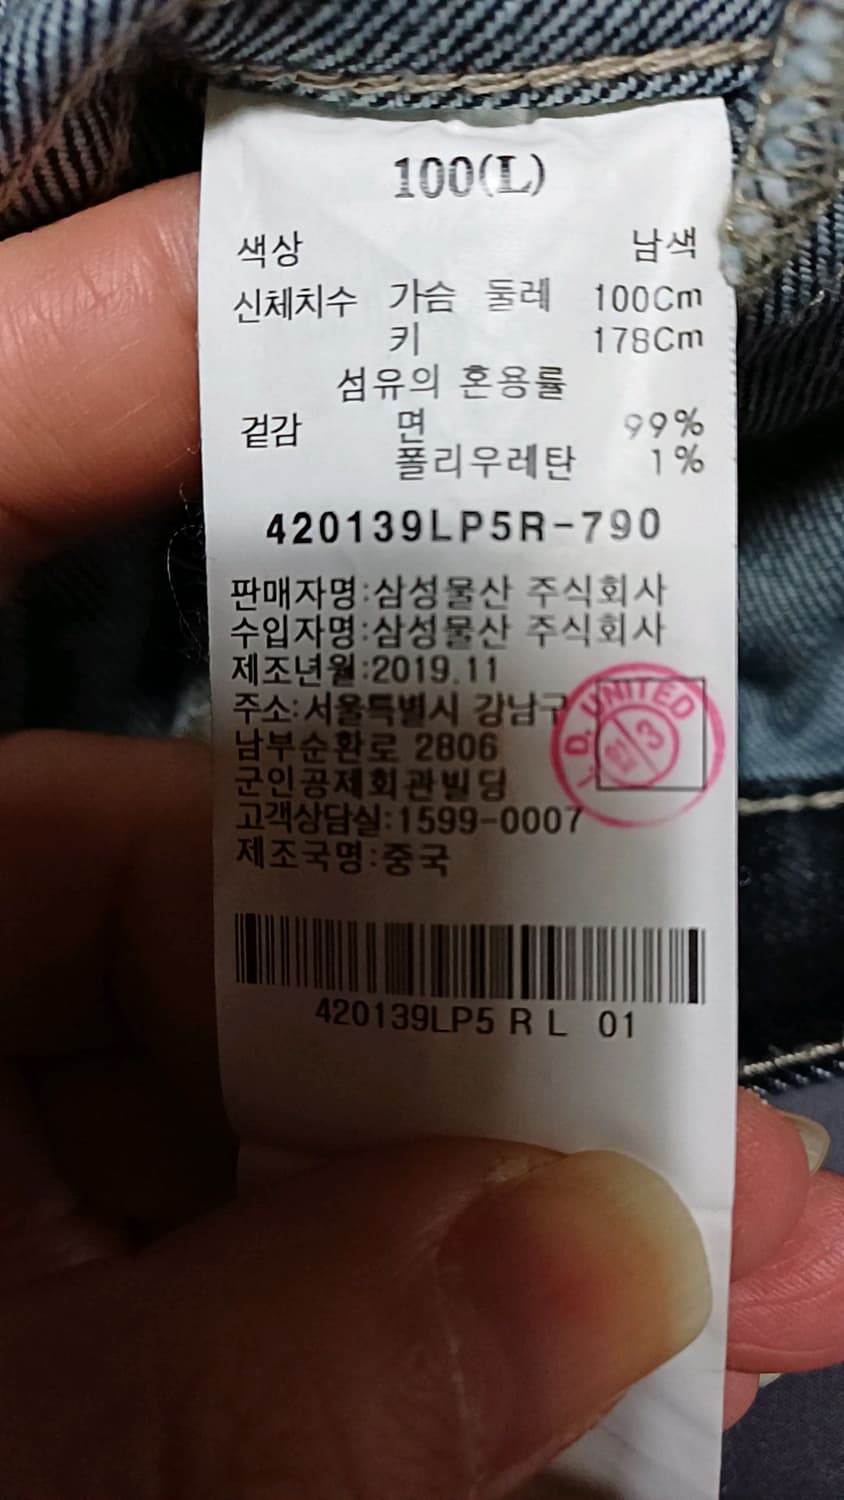 100(L)
색상 남색
신체치수 가슴 둘레 100Cm
키 178Cm
섬유의 혼용률
겉감 면 99%
폴리우레탄 1%
420139LP5R-790
판매자명:삼성물산 주식회사
수입자명:삼성물산 주식회사
제조년월:2019.11
주소:서울특별시 강남구
남부순환로 2806
군인공제회관빌딩
고객상담실:1599-0007
제조국명:중국
I.D. UNITED
검 3
420139LP5 R L 01